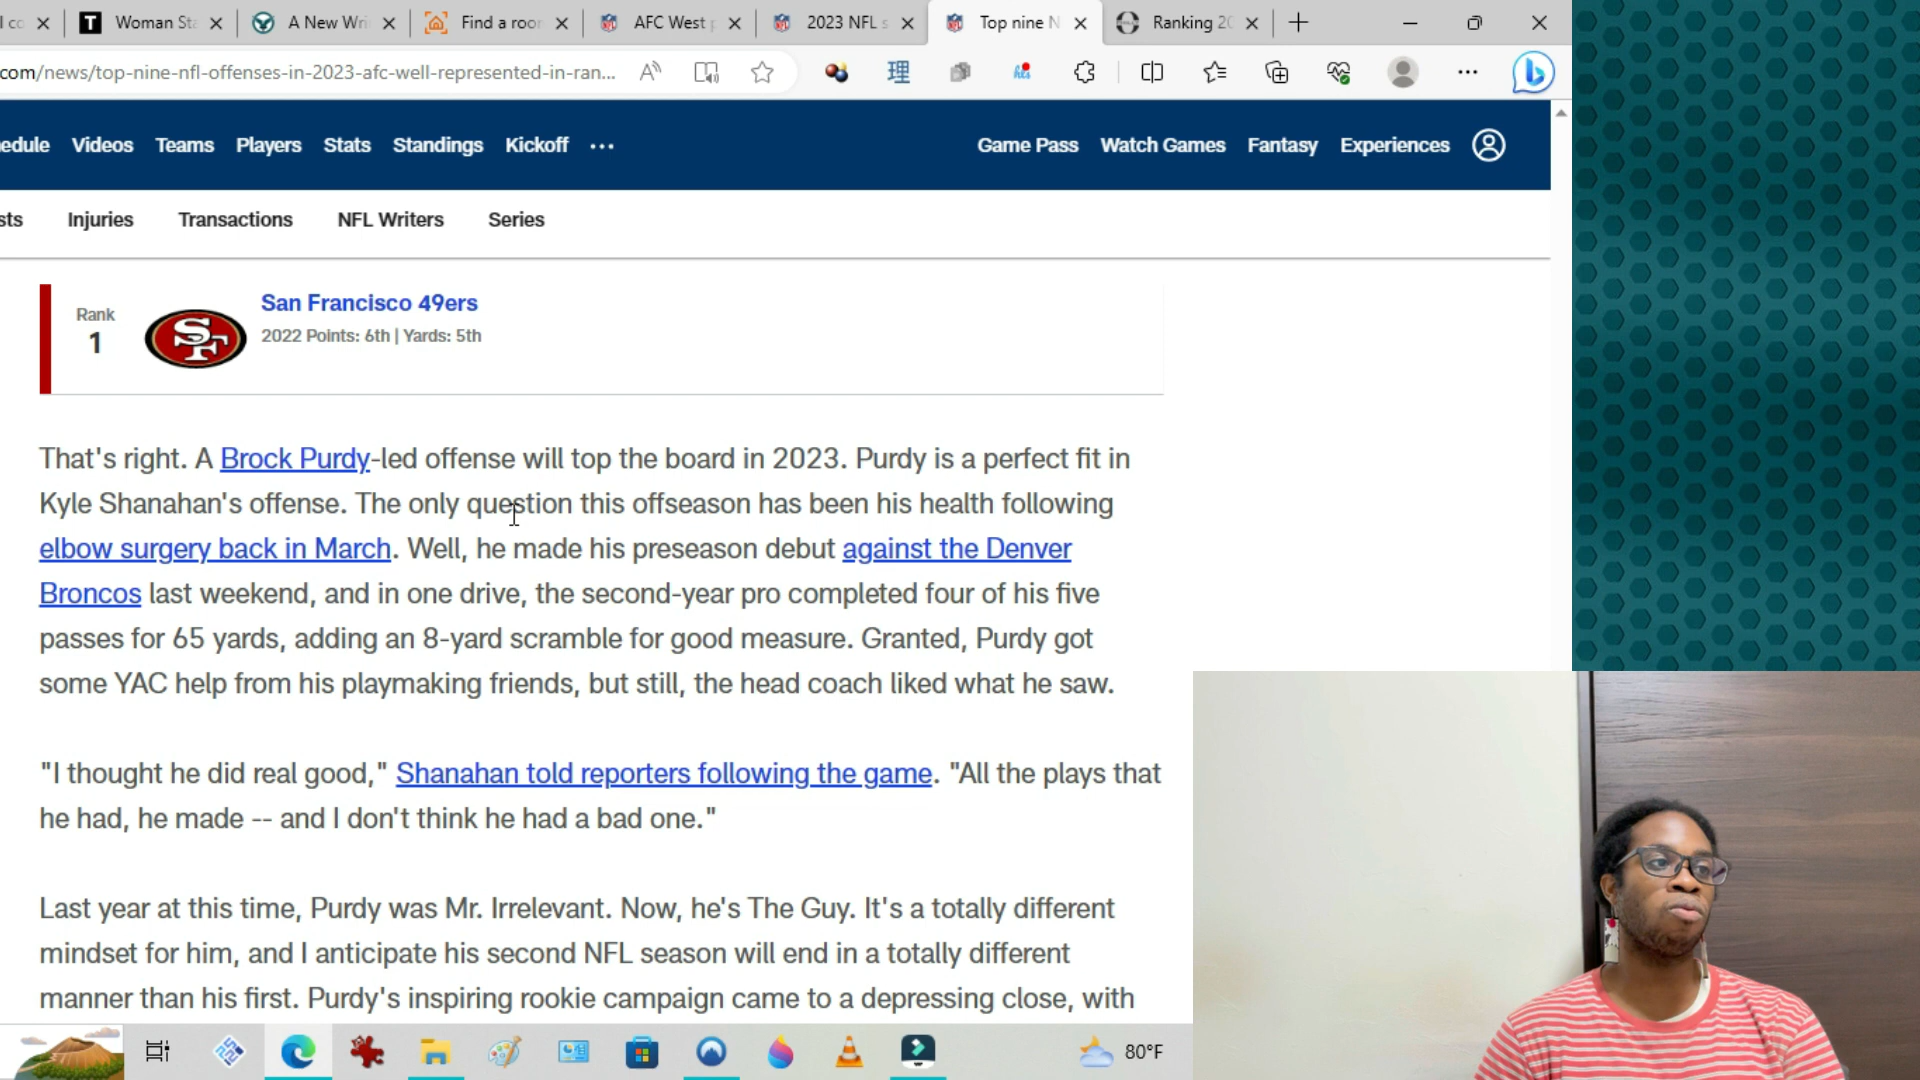 l co
T Woman Sta
A New Wri
Find a roo
AFC West p
2023 NFL s
Top nine N
Ranking 20
com/news/top-nine-nfl-offenses-in-2023-afc-well-represented-in-ran...
理
edule Videos Teams Players Stats Standings Kickoff ...
Game Pass Watch Games Fantasy Experiences
sts Injuries Transactions NFL Writers Series
Rank
1
SF
San Francisco 49ers
2022 Points: 6th | Yards: 5th
That's right. A Brock Purdy-led offense will top the board in 2023. Purdy is a perfect fit in
Kyle Shanahan's offense. The only question this offseason has been his health following
elbow surgery back in March. Well, he made his preseason debut against the Denver
Broncos last weekend, and in one drive, the second-year pro completed four of his five
passes for 65 yards, adding an 8-yard scramble for good measure. Granted, Purdy got
some YAC help from his playmaking friends, but still, the head coach liked what he saw.
"I thought he did real good," Shanahan told reporters following the game. "All the plays that
he had, he made -- and I don't think he had a bad one."
Last year at this time, Purdy was Mr. Irrelevant. Now, he's The Guy. It's a totally different
mindset for him, and I anticipate his second NFL season will end in a totally different
manner than his first. Purdy's inspiring rookie campaign came to a depressing close, with
80°F